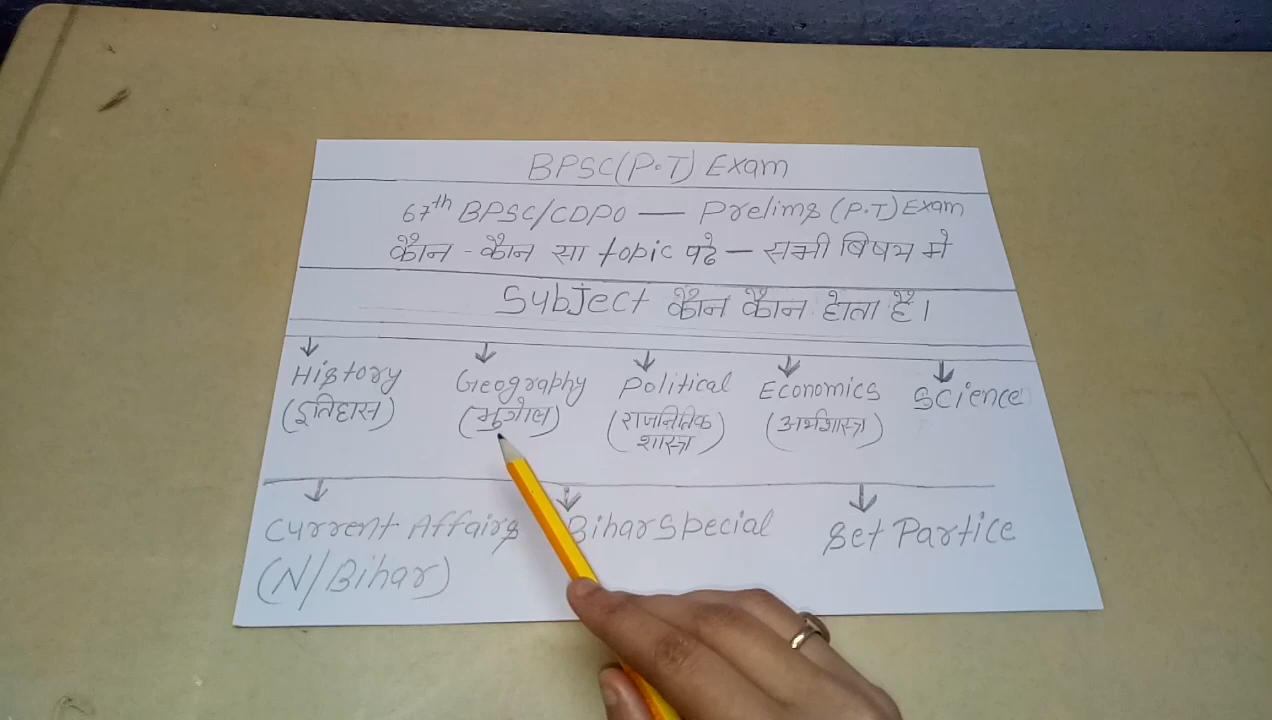 BPSC(P.T) Exam
67th BPSC/CDPO — Prelims (P.T) Exam
कौन - कौन सा topic पढे — सभी बिषय मे
Subject कौन कौन होता है।
↓ ↓ ↓ ↓ ↓
History Geography Political Economics Science
(इतिहास) (भुगोल) (राजनितिक शास्त्र) (अर्थशास्त्र)
↓ ↓ ↓
Current Affairs Bihar Special Set Partice
(N/Bihar)